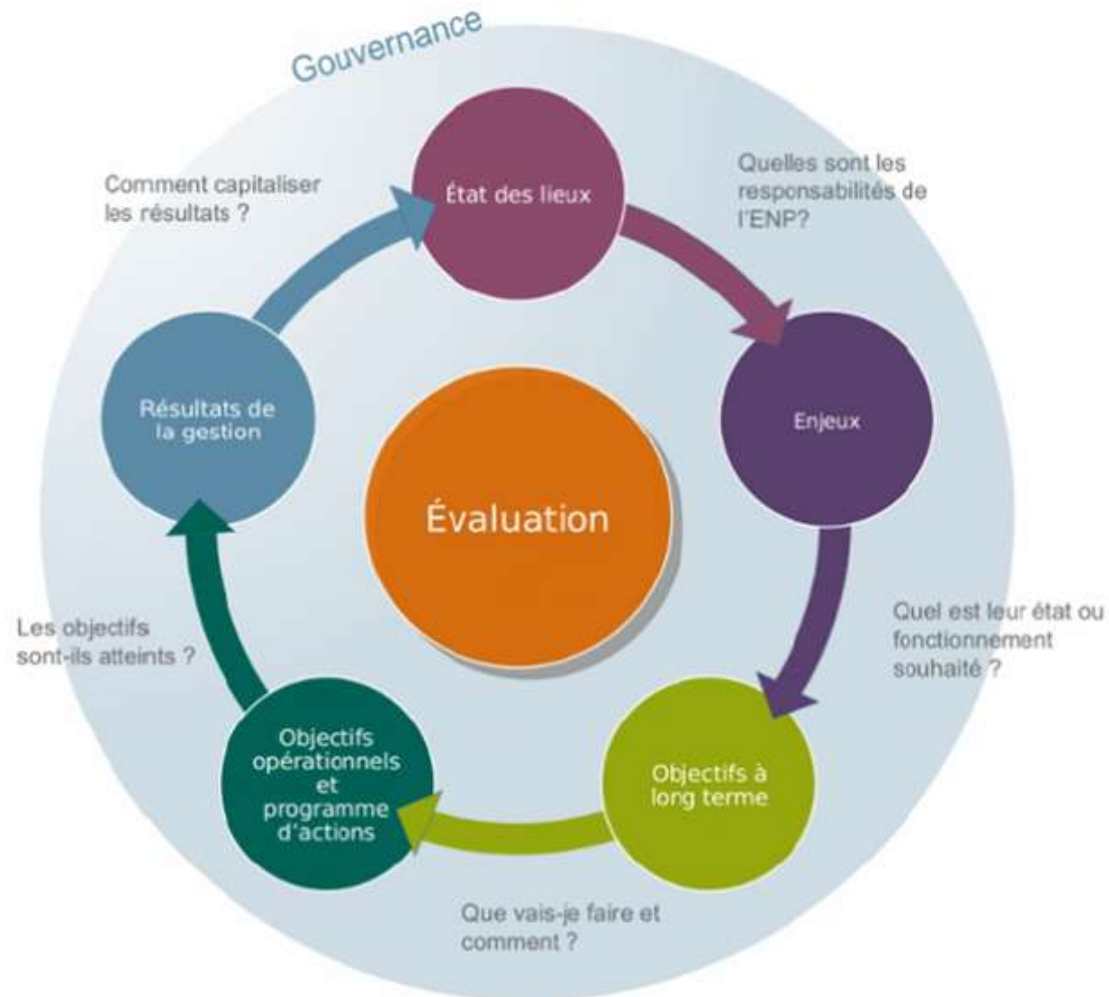 Gouvernance
État des lieux
Quelles sont les
responsabilités de
l'ENP?
Enjeux
Quel est leur état ou
fonctionnement
souhaité ?
Objectifs à
long terme
Que vais-je faire et
comment ?
Objectifs
opérationnels
et
programme
d'actions
Les objectifs
sont-ils atteints ?
Résultats de
la gestion
Comment capitaliser
les résultats ?
Évaluation